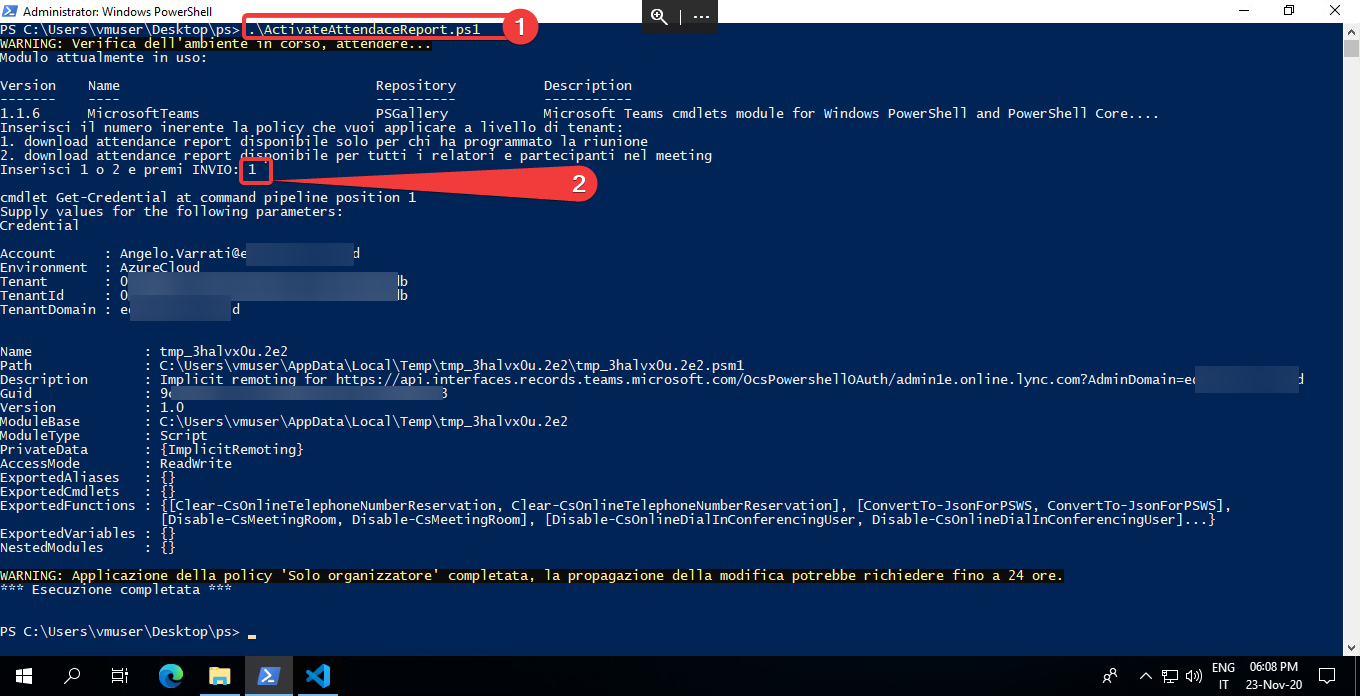 Administrator: Windows PowerShell
PS C:\Users\vmuser\Desktop\ps> .\ActivateAttendaceReport.ps1
1
WARNING: Verifica dell'ambiente in corso, attendere...
Modulo attualmente in uso:
Version Name Repository Description
------- ---- ---------- -----------
1.1.6 MicrosoftTeams PSGallery Microsoft Teams cmdlets module for Windows PowerShell and PowerShell Core....
Inserisci il numero inerente la policy che vuoi applicare a livello di tenant:
1. download attendance report disponibile solo per chi ha programmato la riunione
2. download attendance report disponibile per tutti i relatori e partecipanti nel meeting
Inserisci 1 o 2 e premi INVIO: 1
2
cmdlet Get-Credential at command pipeline position 1
Supply values for the following parameters:
Credential
Account : Angelo.Varrati@e d
Environment : AzureCloud
Tenant : 0 db
TenantId : 0 db
TenantDomain : e d
Name : tmp_3halvx0u.2e2
Path : C:\Users\vmuser\AppData\Local\Temp\tmp_3halvx0u.2e2\tmp_3halvx0u.2e2.psm1
Description : Implicit remoting for https://api.interfaces.records.teams.microsoft.com/OcsPowershellOAuth/admin1e.online.lync.com?AdminDomain=e d
Guid : 9 3
Version : 1.0
ModuleBase : C:\Users\vmuser\AppData\Local\Temp\tmp_3halvx0u.2e2
ModuleType : Script
PrivateData : {ImplicitRemoting}
AccessMode : ReadWrite
ExportedAliases : {}
ExportedCmdlets : {}
ExportedFunctions : {[Clear-CsOnlineTelephoneNumberReservation, Clear-CsOnlineTelephoneNumberReservation], [ConvertTo-JsonForPSWS, ConvertTo-JsonForPSWS],
[Disable-CsMeetingRoom, Disable-CsMeetingRoom], [Disable-CsOnlineDialInConferencingUser, Disable-CsOnlineDialInConferencingUser]...}
ExportedVariables : {}
NestedModules : {}
WARNING: Applicazione della policy 'Solo organizzatore' completata, la propagazione della modifica potrebbe richiedere fino a 24 ore.
*** Esecuzione completata ***
PS C:\Users\vmuser\Desktop\ps> _
ENG 06:08 PM
IT 23-Nov-20